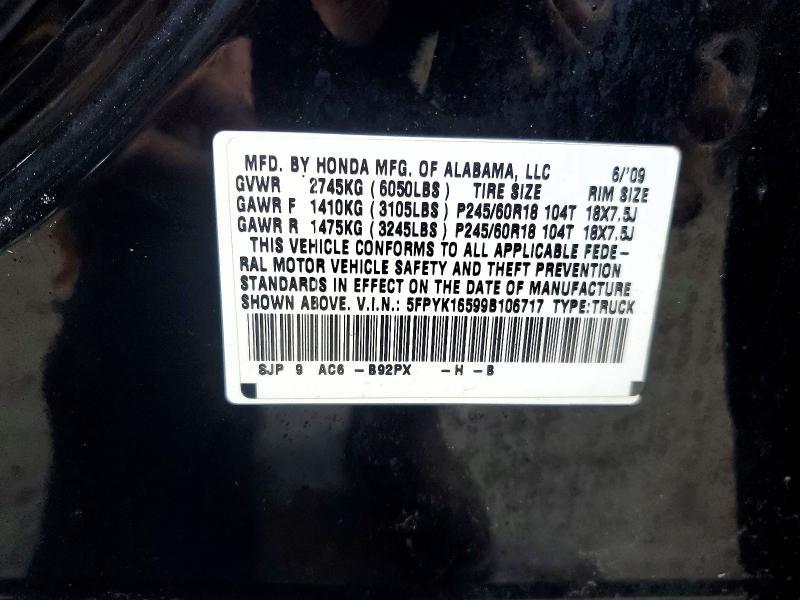 MFD. BY HONDA MFG. OF ALABAMA, LLC 6/'09
GVWR 2745KG (6050LBS) TIRE SIZE RIM SIZE
GAWR F 1410KG (3105LBS) P245/60R18 104T 18X7.5J
GAWR R 1475KG (3245LBS) P245/60R18 104T 18X7.5J
THIS VEHICLE CONFORMS TO ALL APPLICABLE FEDE-
RAL MOTOR VEHICLE SAFETY AND THEFT PREVENTION
STANDARDS IN EFFECT ON THE DATE OF MANUFACTURE
SHOWN ABOVE. V.I.N.: 5FPYK16599B106717 TYPE:TRUCK
SJP 9 AC6 -B92PX -H -B